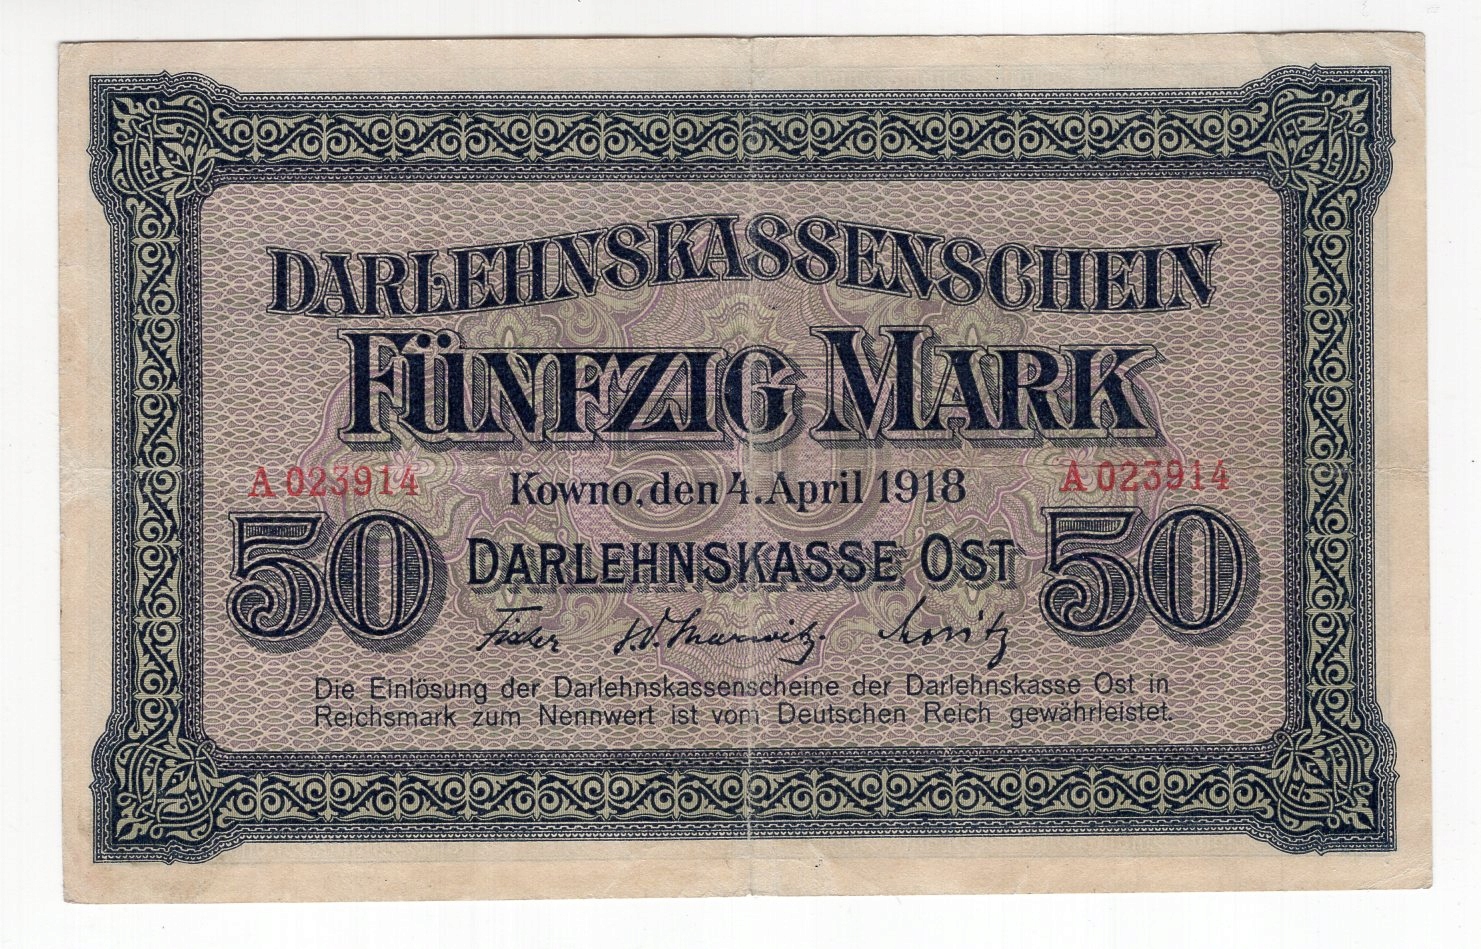 DARLEHNSKASSENSCHEIN
FÜNFZIG MARK
A 023914
Kowno, den 4. April 1918
A 023914
50
DARLEHNSKASSE OST
50
Fischer
Die Einlösung der Darlehnskassenscheine der Darlehnskasse Ost in
Reichsmark zum Nennwert ist vom Deutschen Reich gewährleistet.